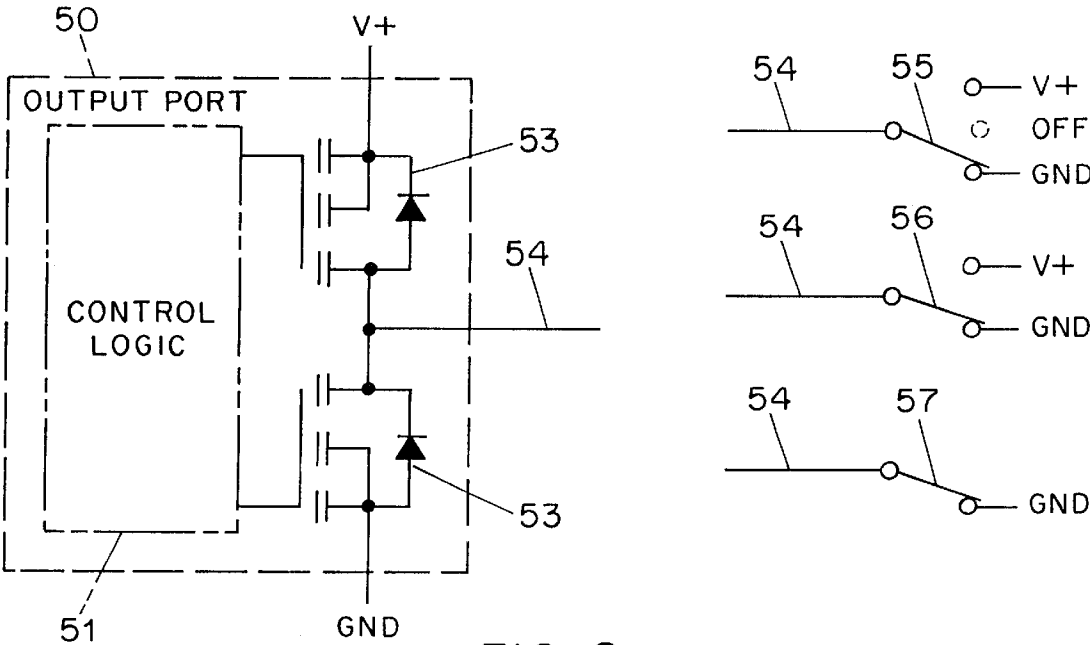 50
V+
OUTPUT PORT
53
54
CONTROL
LOGIC
53
51
GND
54
55
V+
OFF
GND
54
56
V+
GND
54
57
GND